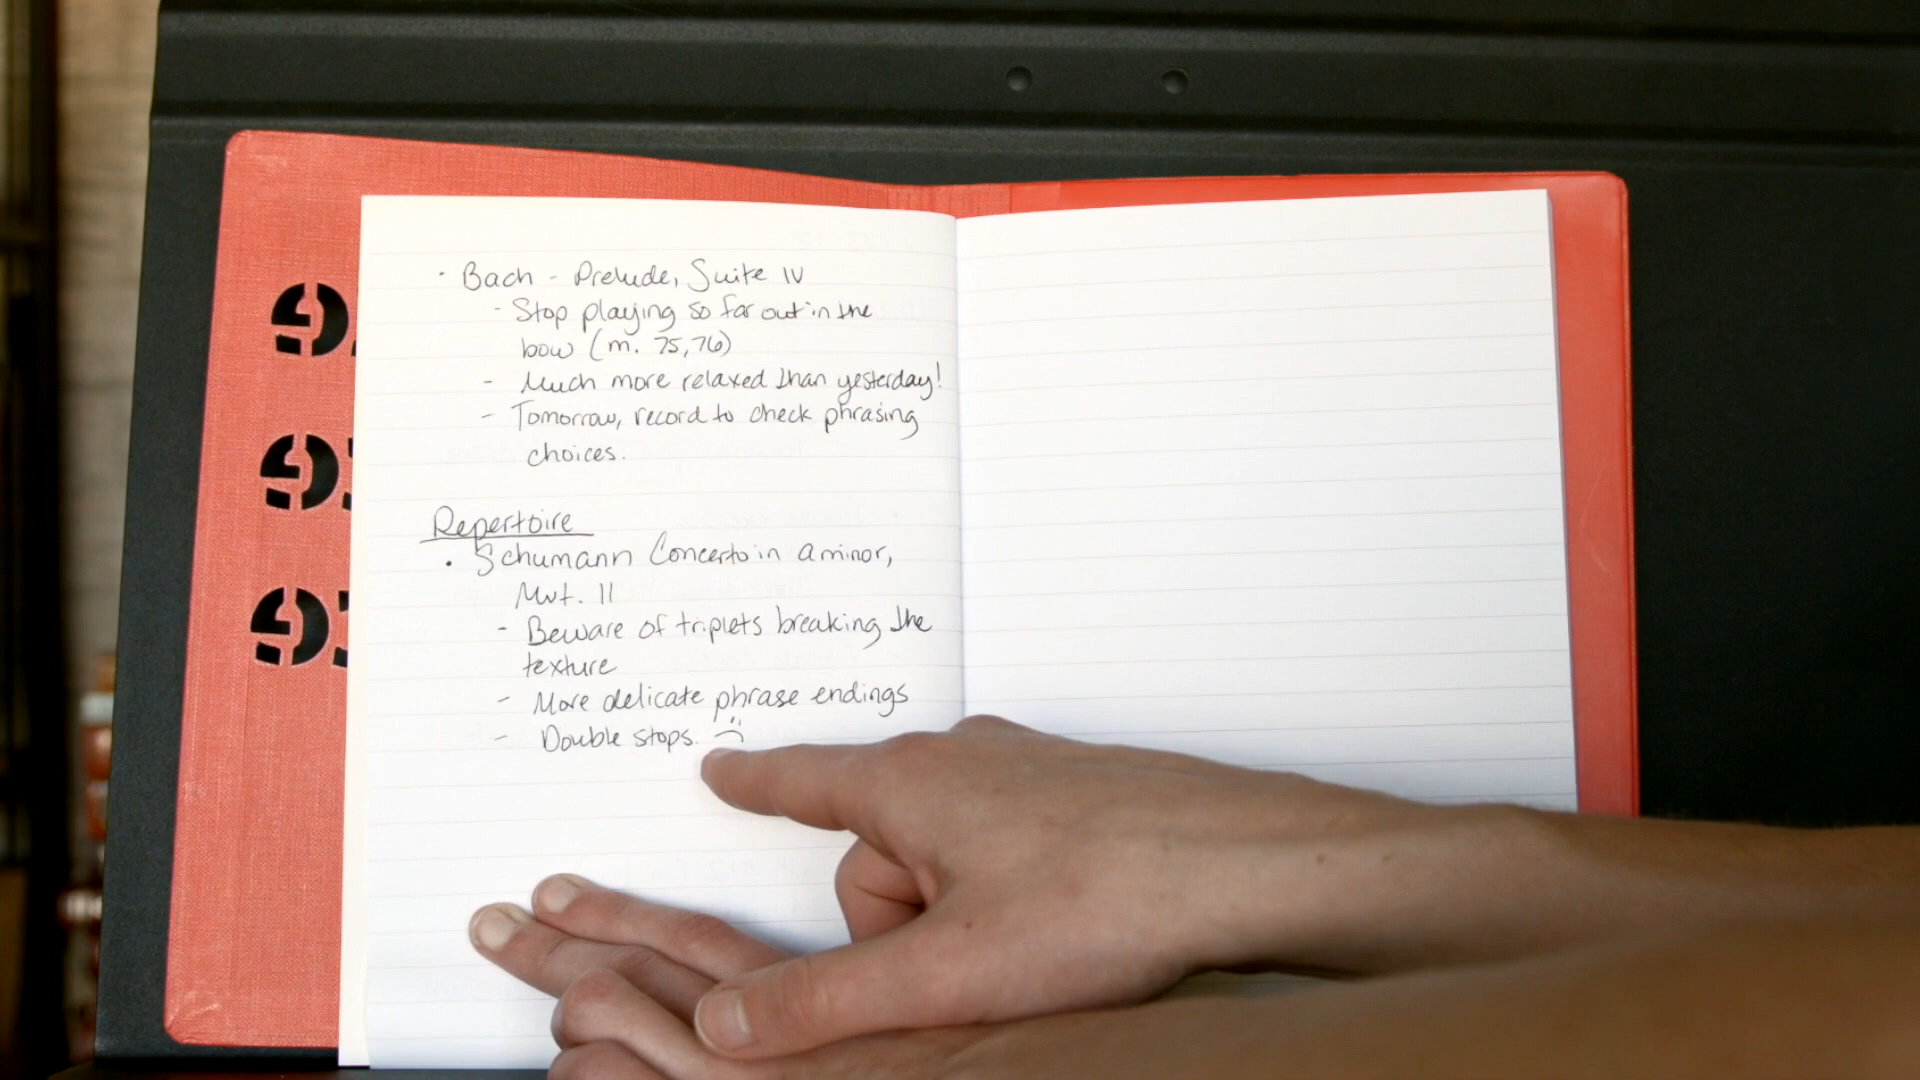 · Bach - Prelude, Suite IV
- Stop playing so far out in the
bow (m. 75,76)
- Much more relaxed than yesterday!
- Tomorrow, record to check phrasing
choices.
Repertoire
· Schumann Concerto in a minor,
Mvt. II
- Beware of triplets breaking the
texture
- More delicate phrase endings
- Double stops. :(